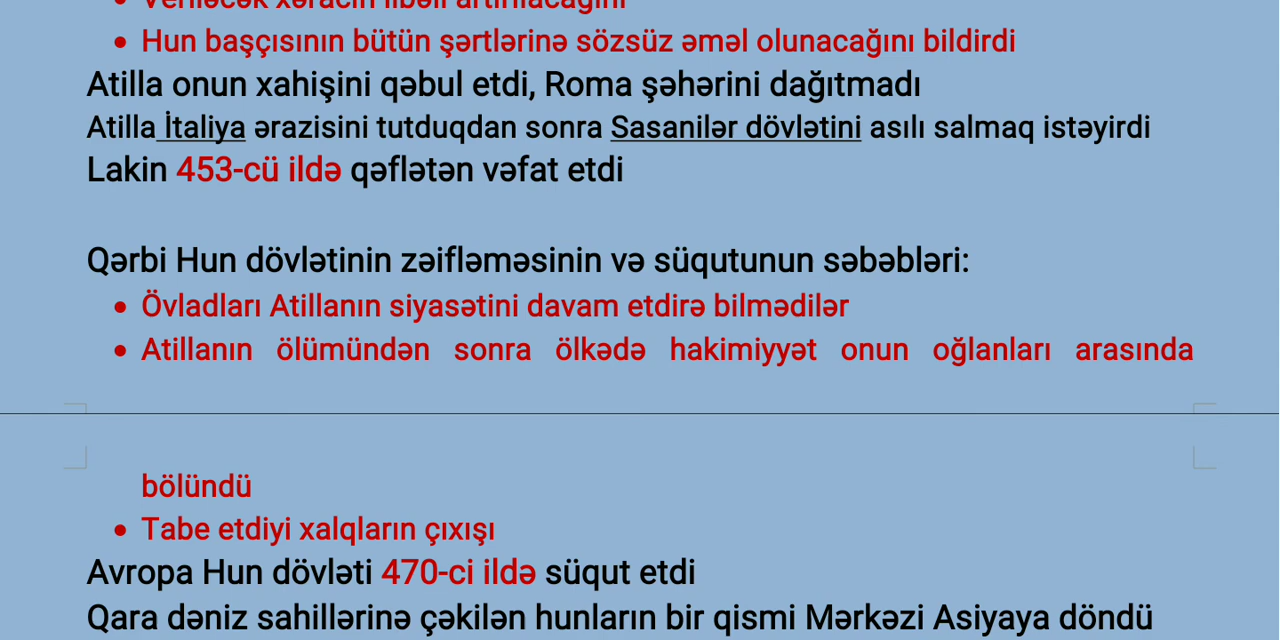 • Veriləcək xəracın ilbəil artırılacağını
• Hun başçısının bütün şərtlərinə sözsüz əməl olunacağını bildirdi
Atilla onun xahişini qəbul etdi, Roma şəhərini dağıtmadı
Atilla İtaliya ərazisini tutduqdan sonra Sasanilər dövlətini asılı salmaq istəyirdi
Lakin 453-cü ildə qəflətən vəfat etdi
Qərbi Hun dövlətinin zəifləməsinin və süqutunun səbəbləri:
• Övladları Atillanın siyasətini davam etdirə bilmədilər
• Atillanın ölümündən sonra ölkədə hakimiyyət onun oğlanları arasında
bölündü
• Tabe etdiyi xalqların çıxışı
Avropa Hun dövləti 470-ci ildə süqut etdi
Qara dəniz sahillərinə çəkilən hunların bir qismi Mərkəzi Asiyaya döndü